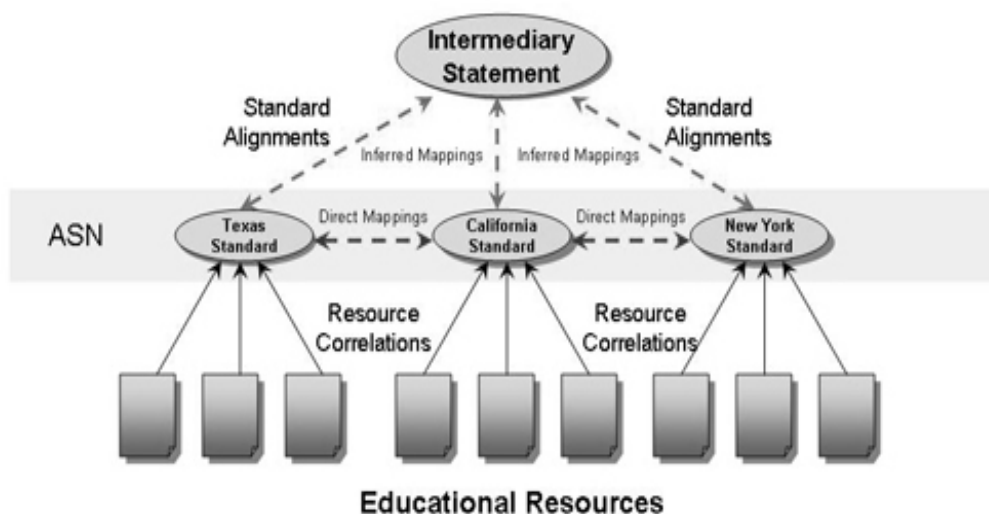 Intermediary
Statement
Standard
Alignments
Standard
Alignments
Inferred Mappings
Inferred Mappings
ASN
Texas
Standard
Direct Mappings
California
Standard
Direct Mappings
New York
Standard
Resource
Correlations
Resource
Correlations
Educational Resources